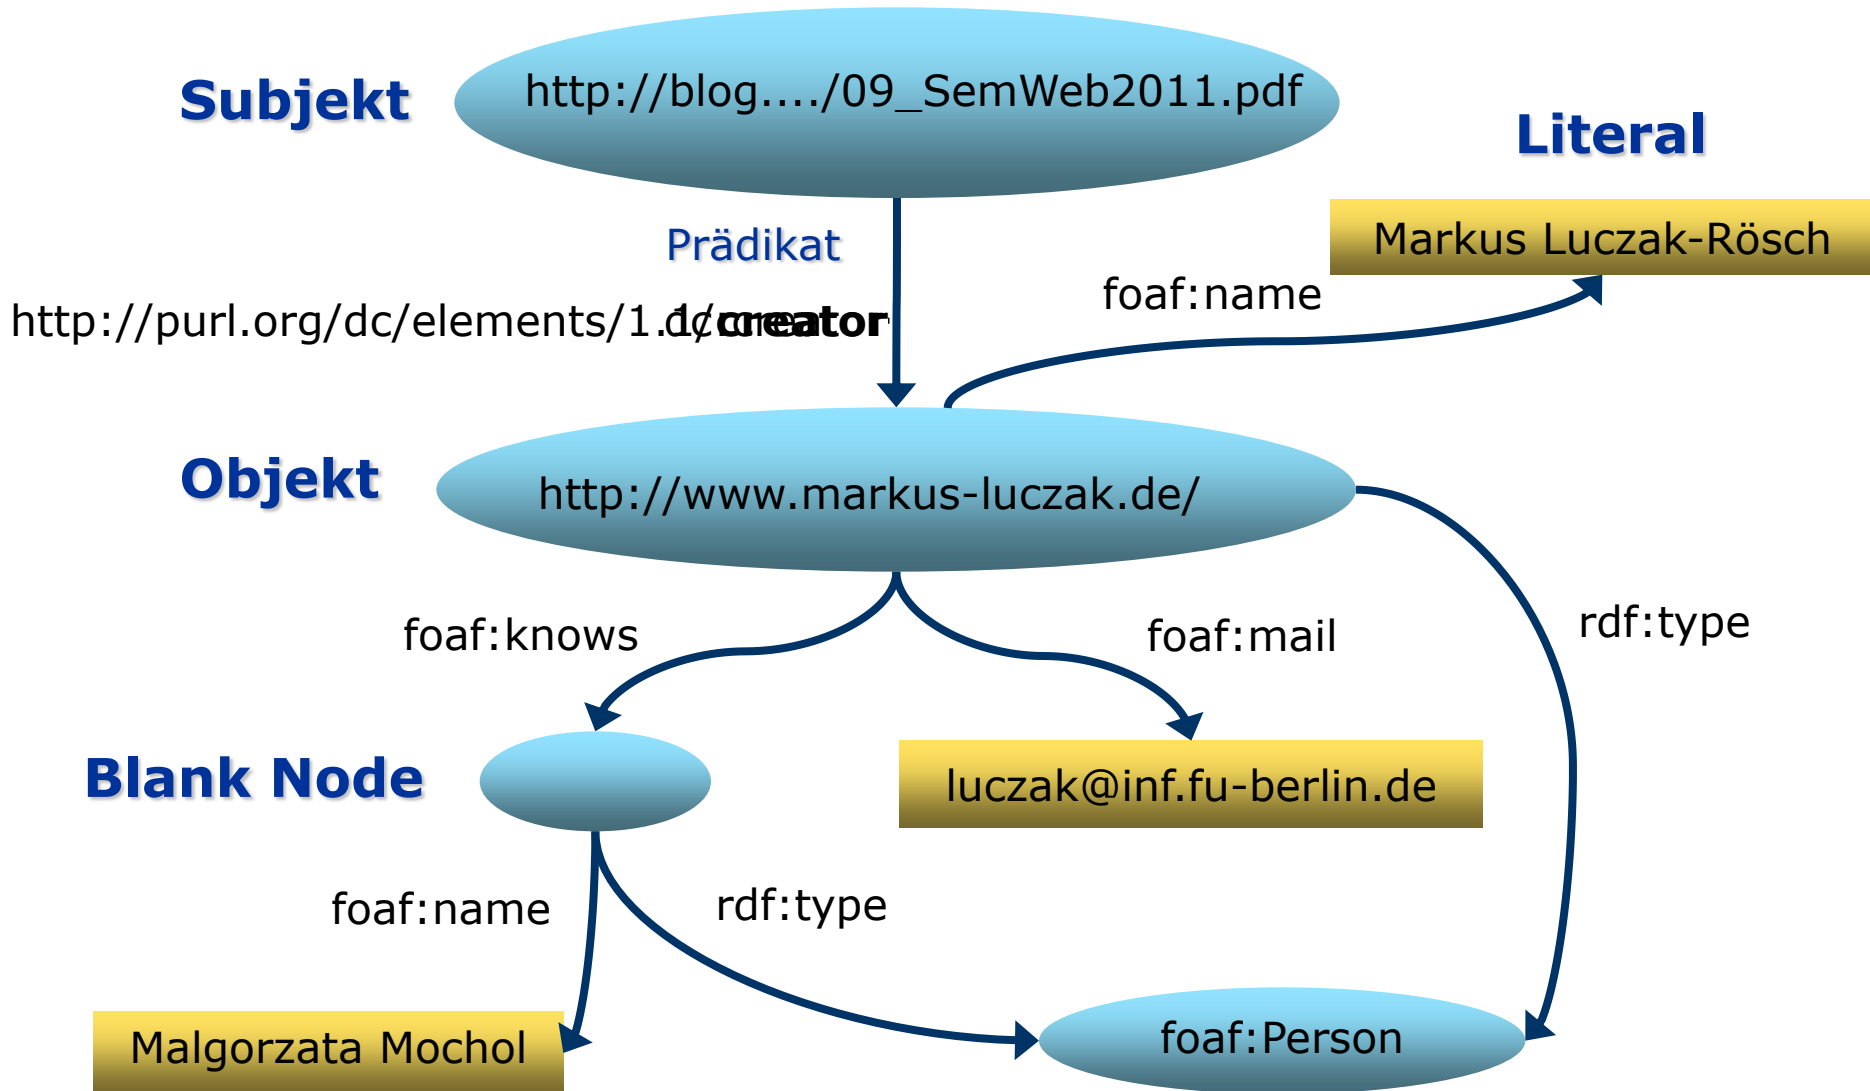 Subjekt
http://blog..../09_SemWeb2011.pdf
Literal
Markus Luczak-Rösch
Prädikat
foaf:name
http://purl.org/dc/elements/1.1/creator
Objekt
http://www.markus-luczak.de/
foaf:knows
foaf:mail
rdf:type
Blank Node
luczak@inf.fu-berlin.de
foaf:name
rdf:type
Malgorzata Mochol
foaf:Person